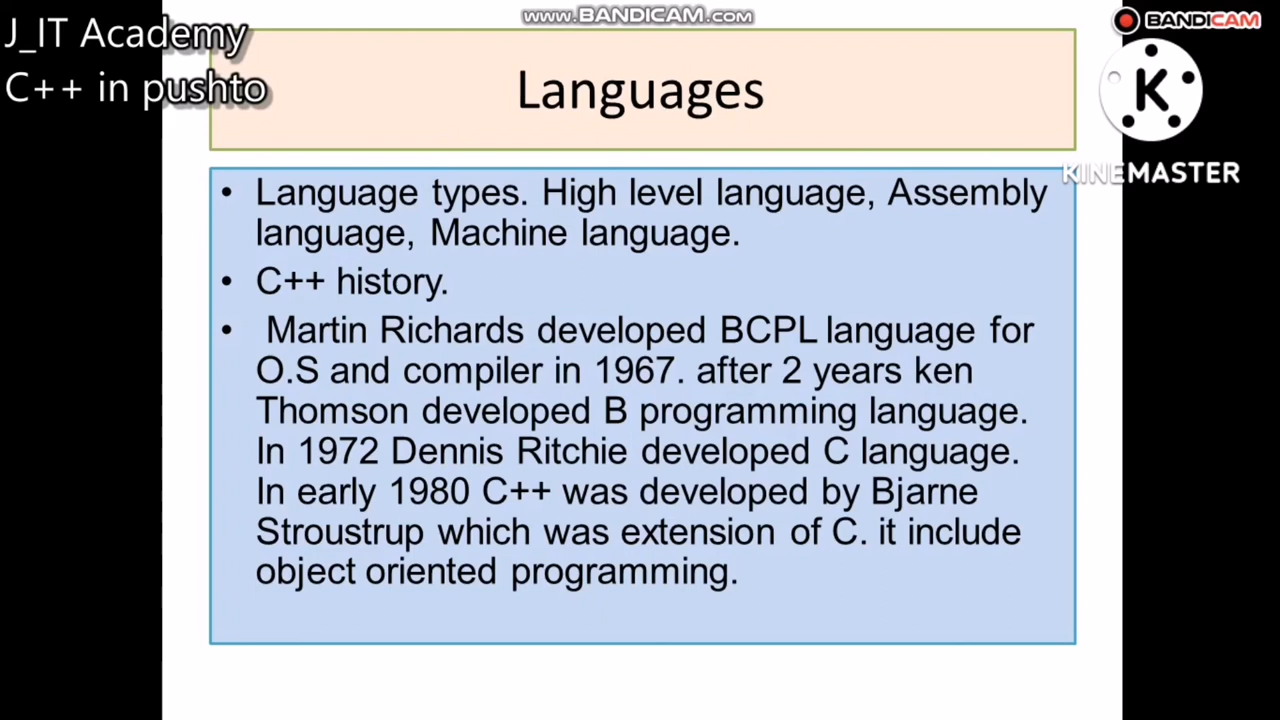 www.BANDICAM.com
BANDICAM
J_IT Academy
C++ in pushto
Languages
K
KINEMASTER
• Language types. High level language, Assembly
language, Machine language.
• C++ history.
• Martin Richards developed BCPL language for
O.S and compiler in 1967. after 2 years ken
Thomson developed B programming language.
In 1972 Dennis Ritchie developed C language.
In early 1980 C++ was developed by Bjarne
Stroustrup which was extension of C. it include
object oriented programming.